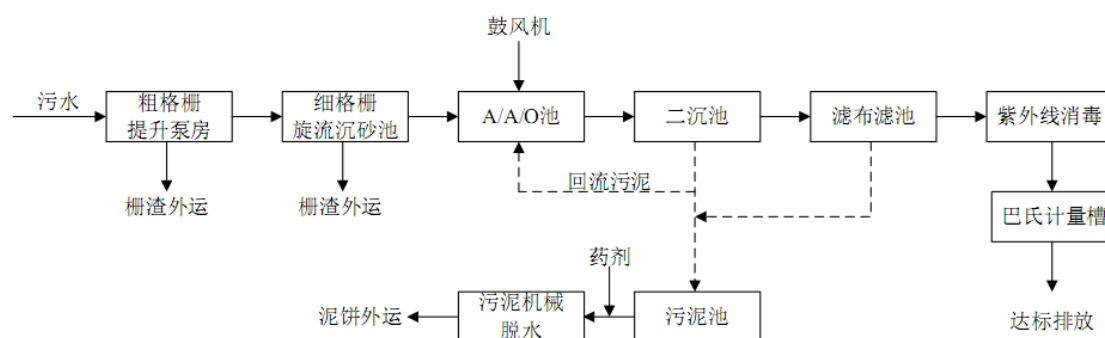 鼓风机
污水
粗格栅
提升泵房
细格栅
旋流沉砂池
A/A/O池
二沉池
滤布滤池
紫外线消毒
回流污泥
栅渣外运
栅渣外运
巴氏计量槽
药剂
泥饼外运
污泥机械
脱水
污泥池
达标排放